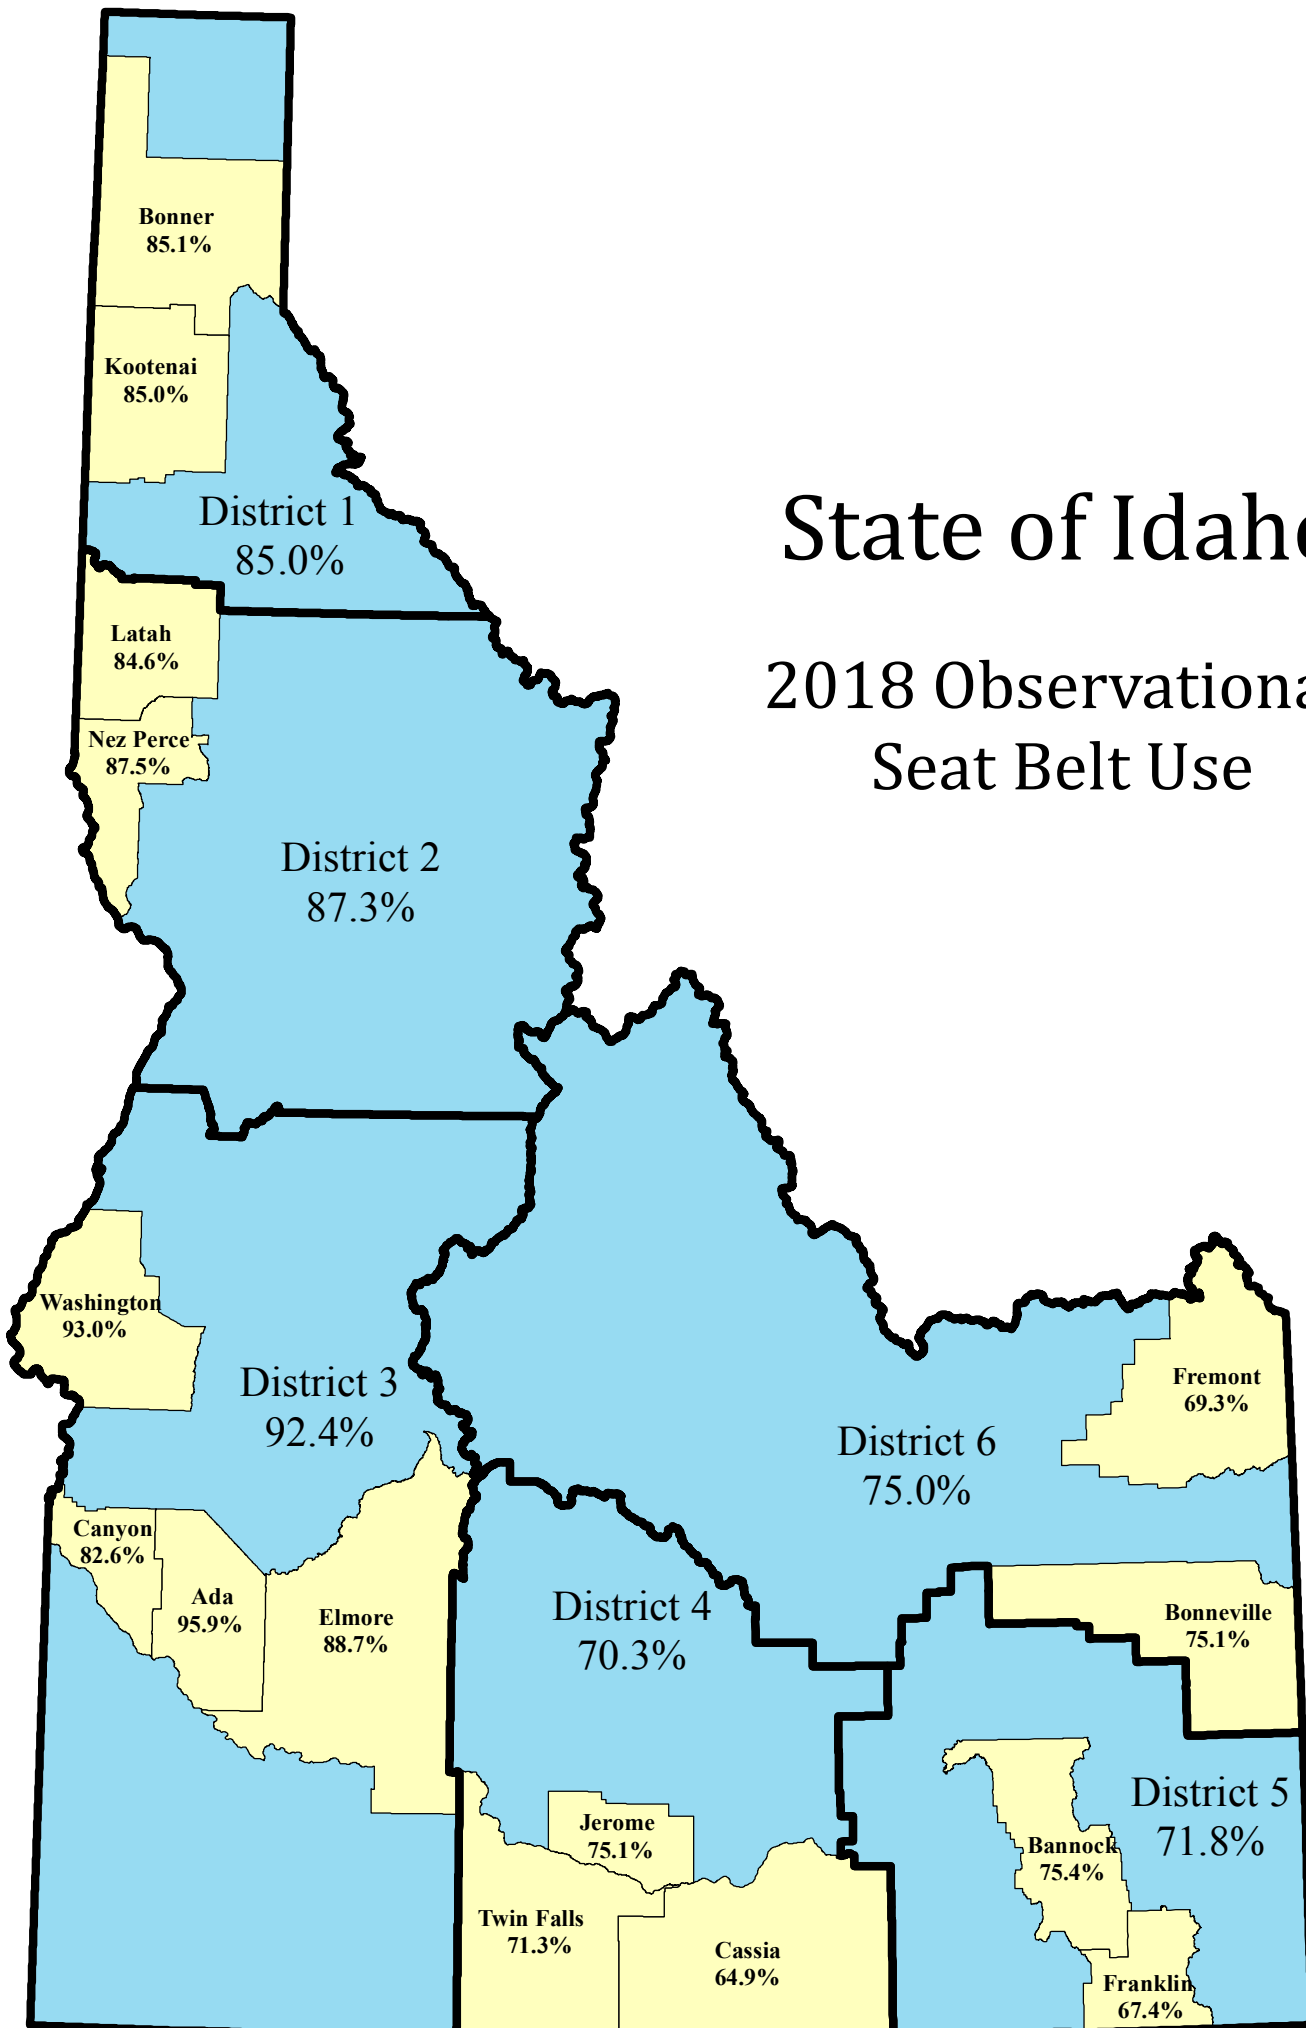 Bonner
85.1%
Kootenai
85.0%
District 1
85.0%
State of Idah
2018 Observationa
Seat Belt Use
Latah
84.6%
Nez Perce
87.5%
District 2
87.3%
Washington
93.0%
District 3
92.4%
Fremont
69.3%
District 6
75.0%
Canyon
82.6%
Ada
95.9%
Elmore
88.7%
District 4
70.3%
Bonneville
75.1%
District 5
71.8%
Jerome
75.1%
Bannock
75.4%
Twin Falls
71.3%
Cassia
64.9%
Franklin
67.4%